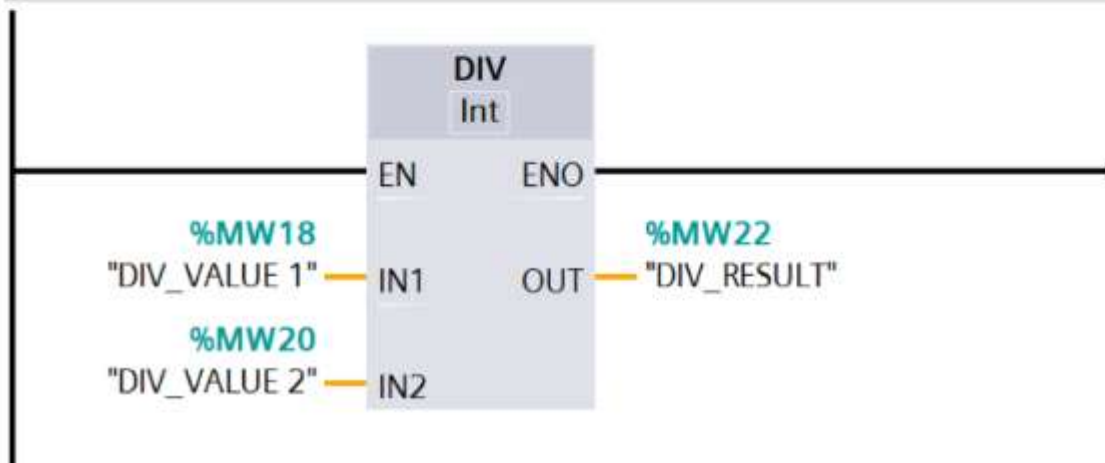 DIV
Int
EN ENO
%MW18 %MW22
"DIV_VALUE 1" IN1 OUT "DIV_RESULT"
%MW20
"DIV_VALUE 2" IN2